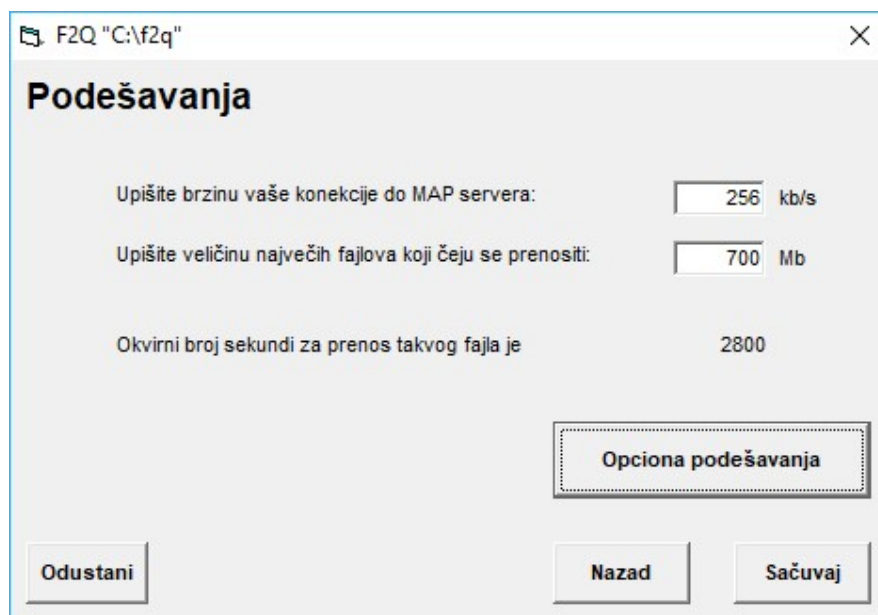 F2Q "C:\f2q"
Podešavanja
Upišite brzinu vaše konekcije do MAP servera: 256 kb/s
Upišite veličinu največih fajlova koji čeju se prenositi: 700 Mb
Okvirni broj sekundi za prenos takvog fajla je 2800
Opciona podešavanja
Odustani Nazad Sačuvaj